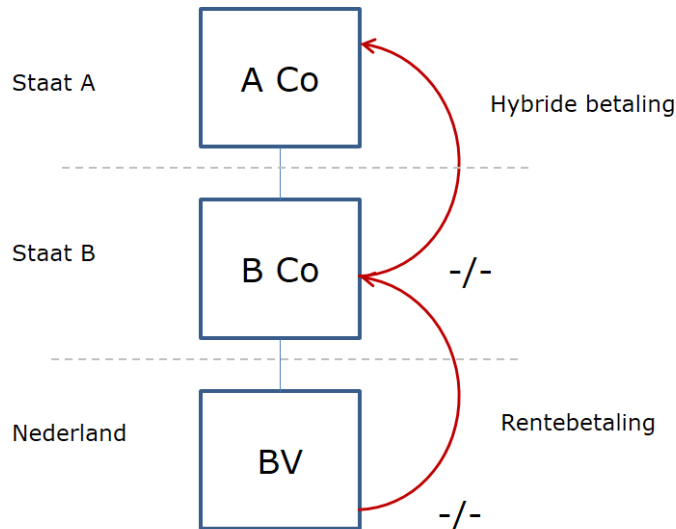 Staat A
A Co
Hybride betaling
Staat B
B Co
-/-
Nederland
BV
Rentebetaling
-/-